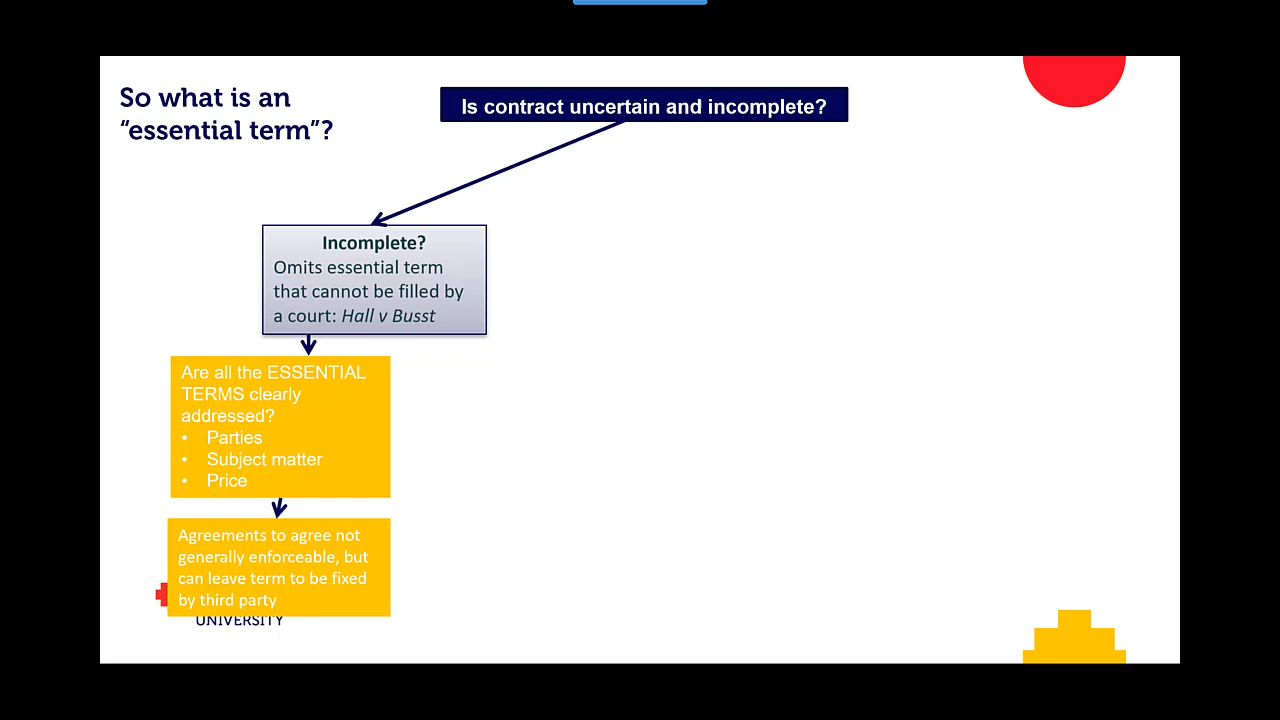 So what is an
“essential term”?
Is contract uncertain and incomplete?
Incomplete?
Omits essential term
that cannot be filled by
a court: Hall v Busst
Are all the ESSENTIAL
TERMS clearly
addressed?
• Parties
• Subject matter
• Price
Agreements to agree not
generally enforceable, but
can leave term to be fixed
by third party
UNIVERSITY